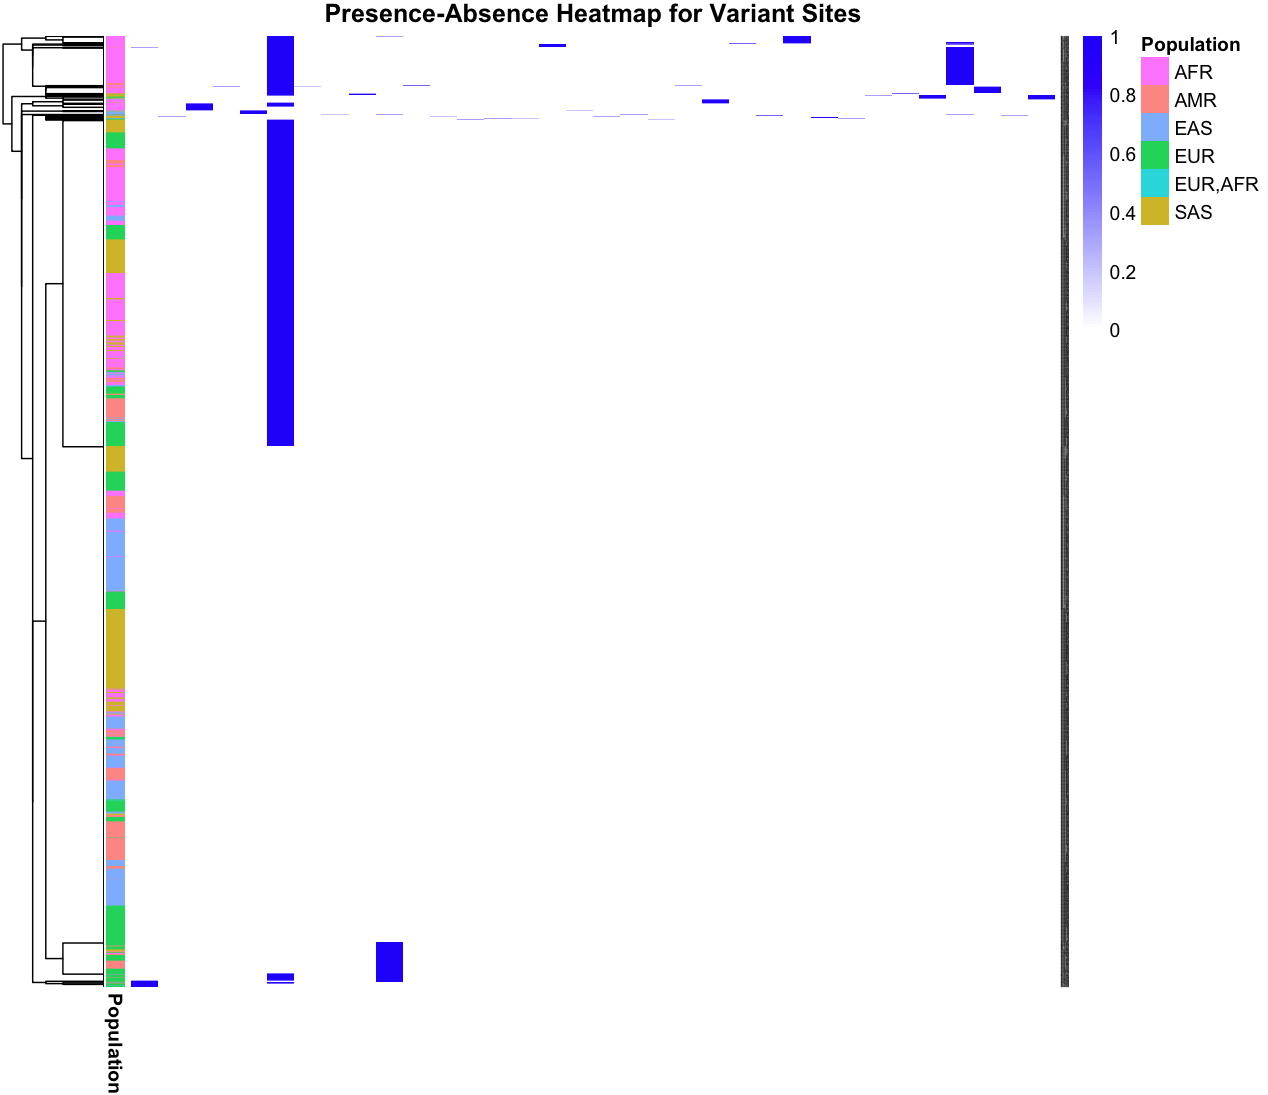 Presence-Absence Heatmap for Variant Sites
1
0.8
0.6
0.4
0.2
0
Population
AFR
AMR
EAS
EUR
EUR,AFR
SAS
Population